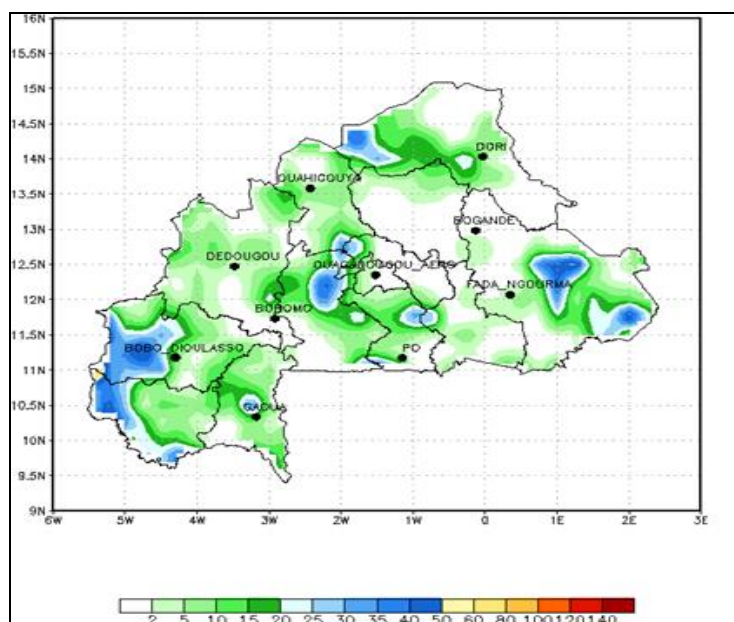 16N
15.5N
15N
14.5N
14N
13.5N
13N
12.5N
12N
11.5N
11N
10.5N
10N
9.5N
9N
DORI
OUAHIGOUYA
BOGANDE
DEDOUGOU
OUAGADOUGOU_AERO
FADA_NGOURMA
BOROMO
BOBO_DIOULASSO
PO
GAOUA
6W 5W 4W 3W 2W 1W 0 1E 2E 3E
2 5 10 15 20 25 30 35 40 50 60 80 100 120 140